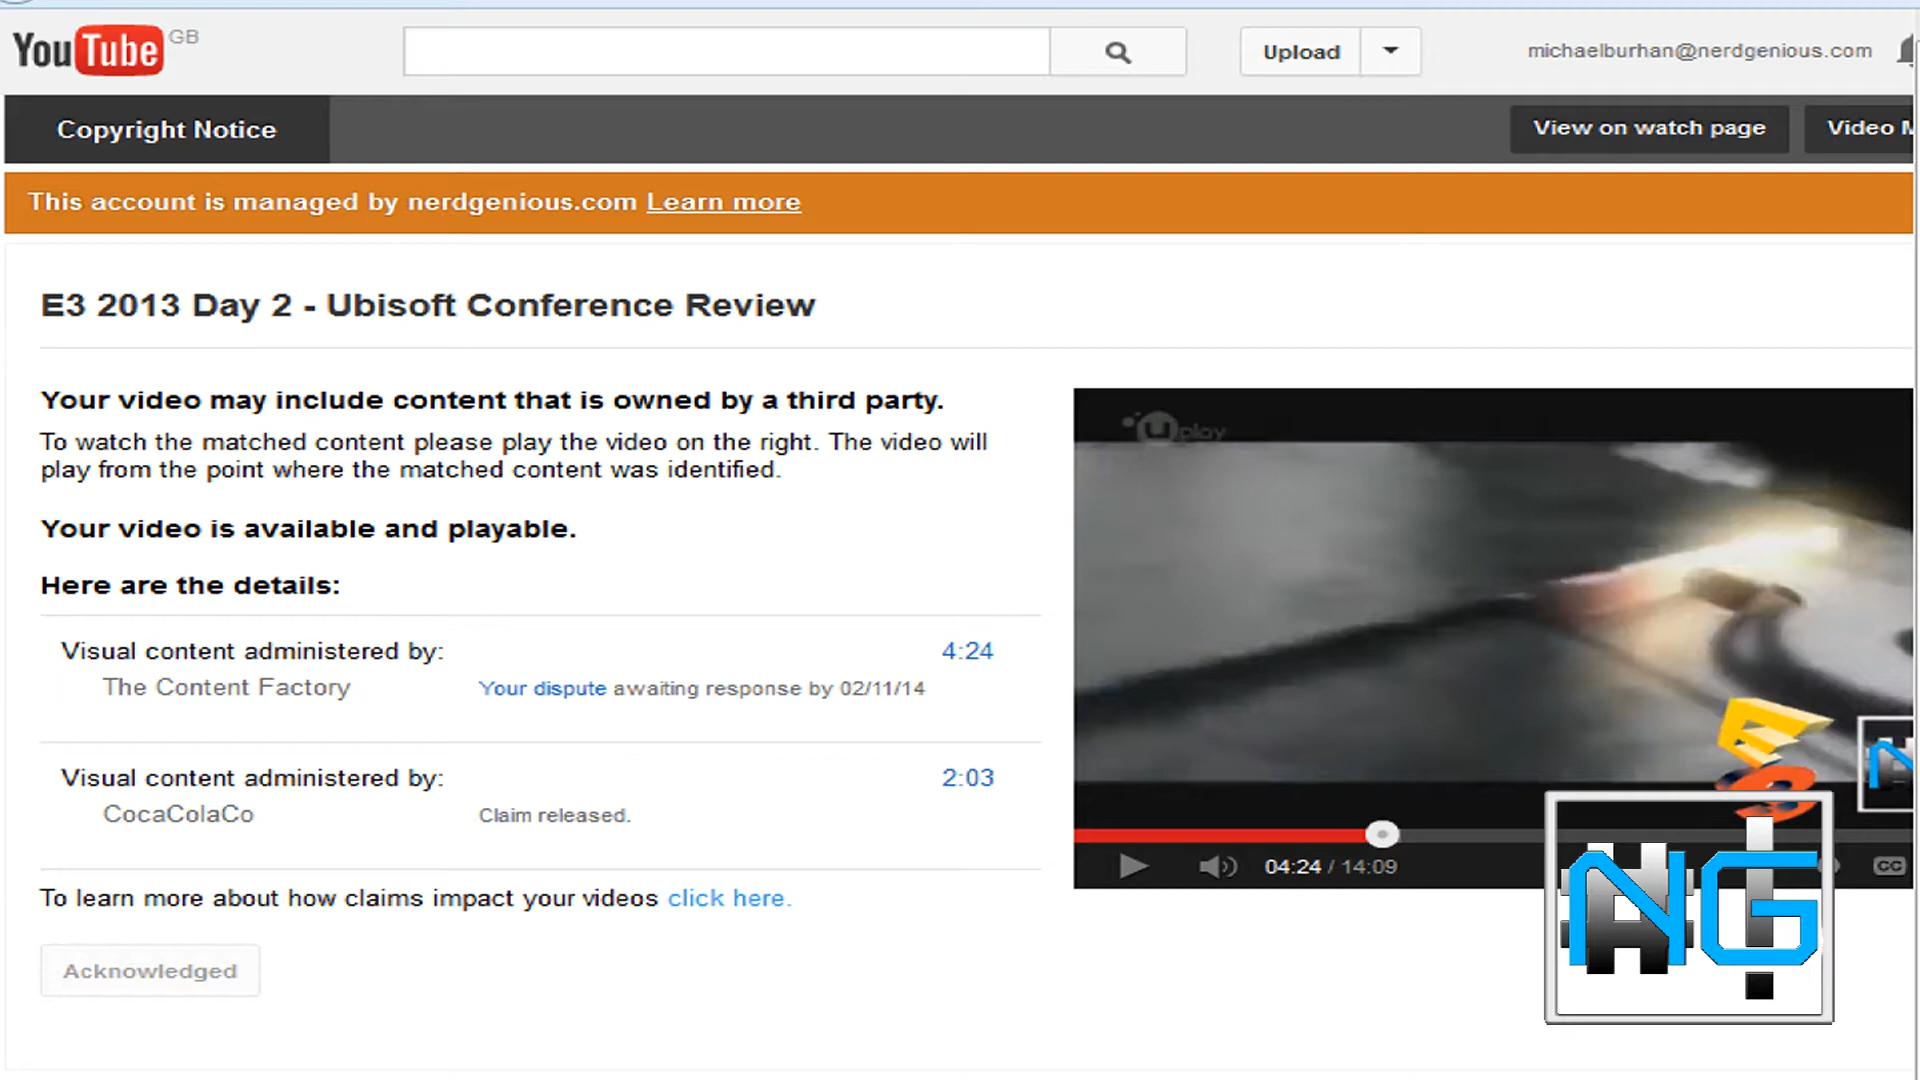 YouTube GB
Upload
michaelburhan@nerdgenious.com
Copyright Notice
View on watch page
Video M
This account is managed by nerdgenious.com Learn more
E3 2013 Day 2 - Ubisoft Conference Review
Your video may include content that is owned by a third party.
To watch the matched content please play the video on the right. The video will
play from the point where the matched content was identified.
Your video is available and playable.
Here are the details:
Visual content administered by:
4:24
The Content Factory
Your dispute awaiting response by 02/11/14
Visual content administered by:
2:03
CocaColaCo
Claim released.
To learn more about how claims impact your videos click here.
Acknowledged
Uplay
E3
04:24 / 14:09
CC
NG